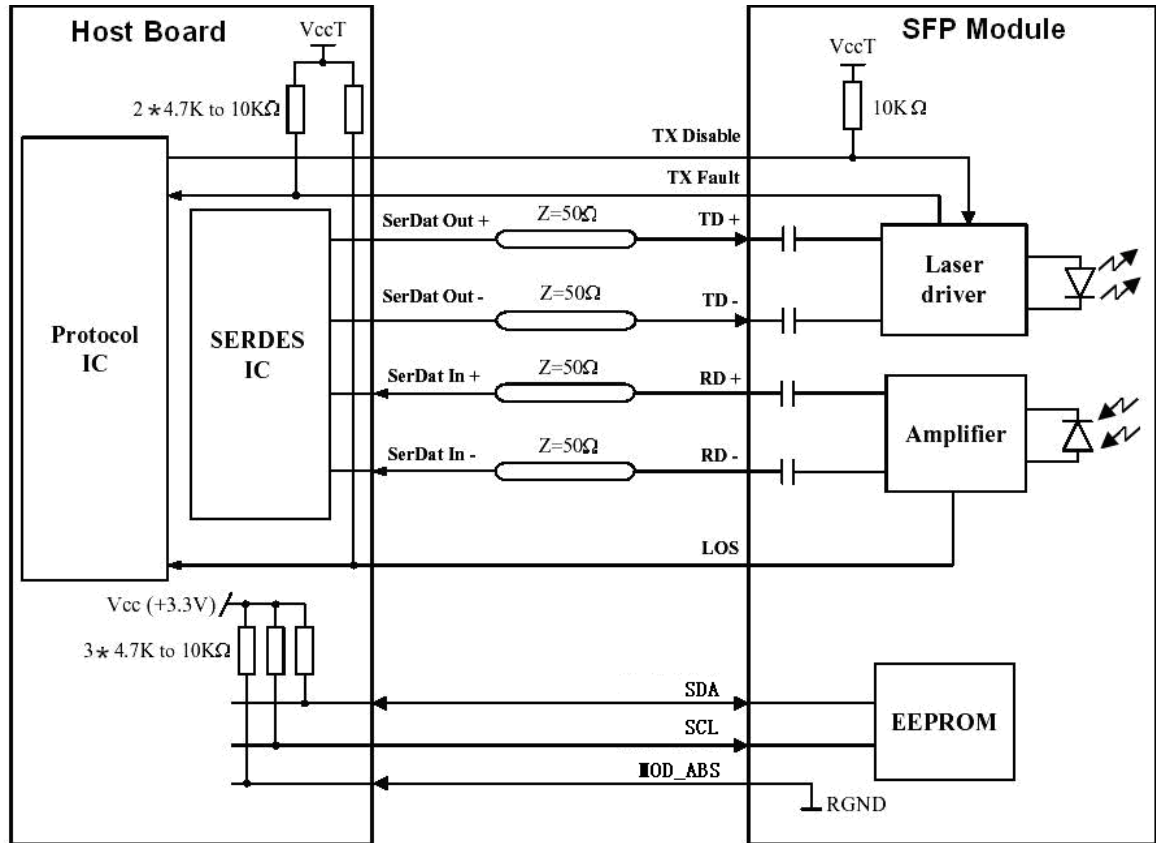 Host Board
SFP Module
VccT
VccT
2*4.7K to 10KΩ
10KΩ
TX Disable
TX Fault
SerDat Out +
Z=50Ω
TD +
Laser
driver
SerDat Out -
Z=50Ω
TD -
Protocol
IC
SERDES
IC
SerDat In +
Z=50Ω
RD +
Amplifier
SerDat In -
Z=50Ω
RD -
LOS
Vcc (+3.3V)
3* 4.7K to 10KΩ
SDA
EEPROM
SCL
MOD_ABS
RGND